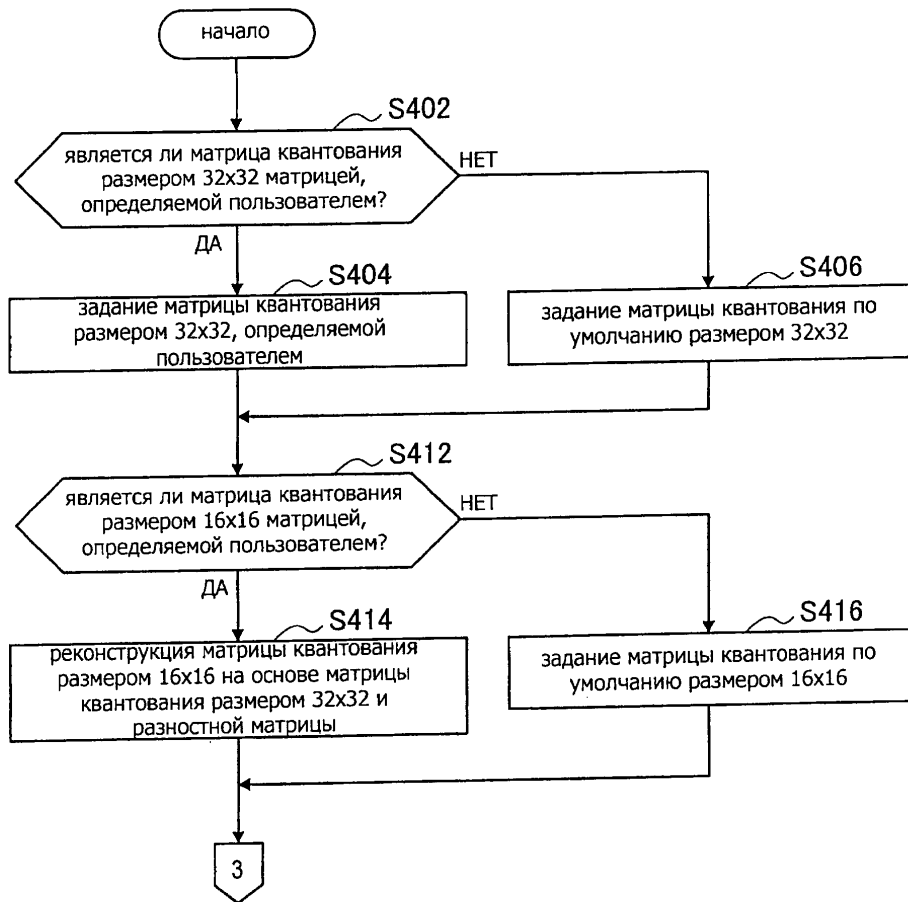 начало
S402
является ли матрица квантования
размером 32x32 матрицей,
определяемой пользователем?
НЕТ
ДА
S404
задание матрицы квантования
размером 32x32, определяемой
пользователем
S406
задание матрицы квантования по
умолчанию размером 32x32
S412
является ли матрица квантования
размером 16x16 матрицей,
определяемой пользователем?
НЕТ
ДА
S414
реконструкция матрицы квантования
размером 16x16 на основе матрицы
квантования размером 32x32 и
разностной матрицы
S416
задание матрицы квантования по
умолчанию размером 16x16
3